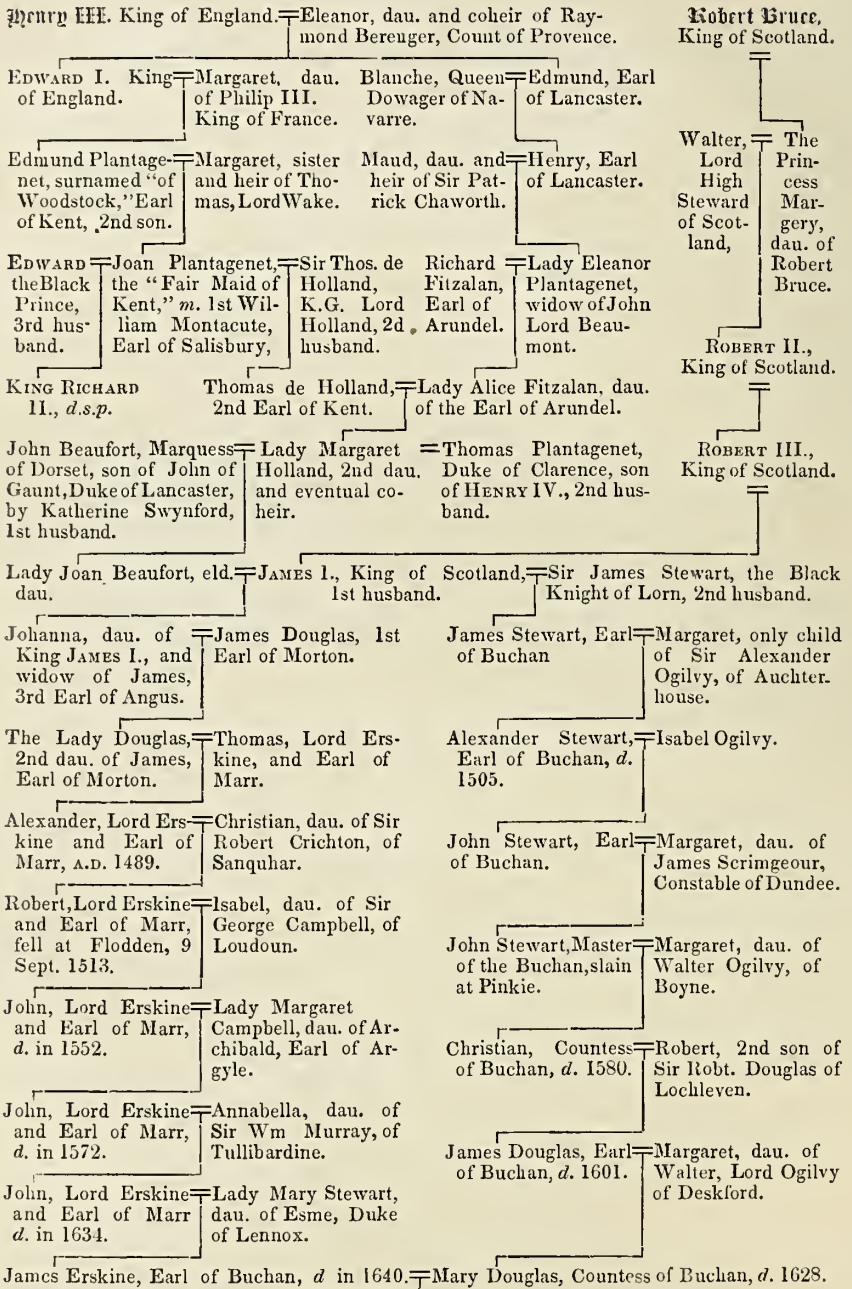 Henry III. King of England.
Eleanor, dau. and coheir of Ray-
mond Berenger, Count of Provence.
Robert Bruce,
King of Scotland.
EDWARD I. King
of England.
Margaret, dau.
of Philip III.
King of France.
Blanche, Queen
Dowager of Na-
varre.
Edmund, Earl
of Lancaster.
Walter,
Lord
High
Steward
of Scot-
land,
The
Prin-
cess
Mar-
gery,
dau. of
Robert
Bruce.
Edmund Plantage-
net, surnamed "of
Woodstock," Earl
of Kent, 2nd son.
Margaret, sister
and heir of Tho-
mas, Lord Wake.
Maud, dau. and
heir of Sir Pat-
rick Chaworth.
Henry, Earl
of Lancaster.
EDWARD
the Black
Prince,
3rd hus-
band.
Joan Plantagenet,
the "Fair Maid of
Kent," m. 1st Wil-
liam Montacute,
Earl of Salisbury,
Sir Thos. de
Holland,
K.G. Lord
Holland, 2d
husband.
Richard
Fitzalan,
Earl of
Arundel.
Lady Eleanor
Plantagenet,
widow of John
Lord Beau-
mont.
ROBERT II.,
King of Scotland.
KING RICHARD
II., d.s.p.
Thomas de Holland,
2nd Earl of Kent.
Lady Alice Fitzalan, dau.
of the Earl of Arundel.
John Beaufort, Marquess
of Dorset, son of John of
Gaunt, Duke of Lancaster,
by Katherine Swynford,
1st husband.
Lady Margaret
Holland, 2nd dau.
and eventual co-
heir.
Thomas Plantagenet,
Duke of Clarence, son
of HENRY IV., 2nd hus-
band.
ROBERT III.,
King of Scotland.
Lady Joan Beaufort, eld.
dau.
JAMES I., King of Scotland,
1st husband.
Sir James Stewart, the Black
Knight of Lorn, 2nd husband.
Johanna, dau. of
King JAMES I., and
widow of James,
3rd Earl of Angus.
James Douglas, 1st
Earl of Morton.
James Stewart, Earl
of Buchan
Margaret, only child
of Sir Alexander
Ogilvy, of Auchter-
house.
The Lady Douglas,
2nd dau. of James,
Earl of Morton.
Thomas, Lord Ers-
kine, and Earl of
Marr.
Alexander Stewart,
Earl of Buchan, d.
1505.
Isabel Ogilvy.
Alexander, Lord Ers-
kine and Earl of
Marr, A.D. 1489.
Christian, dau. of Sir
Robert Crichton, of
Sanquhar.
John Stewart, Earl
of Buchan.
Margaret, dau. of
James Scrimgeour,
Constable of Dundee.
Robert, Lord Erskine
and Earl of Marr,
fell at Flodden, 9
Sept. 1513.
Isabel, dau. of Sir
George Campbell, of
Loudoun.
John Stewart, Master
of the Buchan, slain
at Pinkie.
Margaret, dau. of
Walter Ogilvy, of
Boyne.
John, Lord Erskine
and Earl of Marr,
d. in 1552.
Lady Margaret
Campbell, dau. of Ar-
chibald, Earl of Ar-
gyle.
Christian, Countess
of Buchan, d. 1580.
Robert, 2nd son of
Sir Robt. Douglas of
Lochleven.
John, Lord Erskine
and Earl of Marr,
d. in 1572.
Annabella, dau. of
Sir Wm Murray, of
Tullibardine.
James Douglas, Earl
of Buchan, d. 1601.
Margaret, dau. of
Walter, Lord Ogilvy
of Deskford.
John, Lord Erskine
and Earl of Marr
d. in 1634.
Lady Mary Stewart,
dau. of Esme, Duke
of Lennox.
James Erskine, Earl of Buchan, d in 1640.
Mary Douglas, Countess of Buchan, d. 1628.